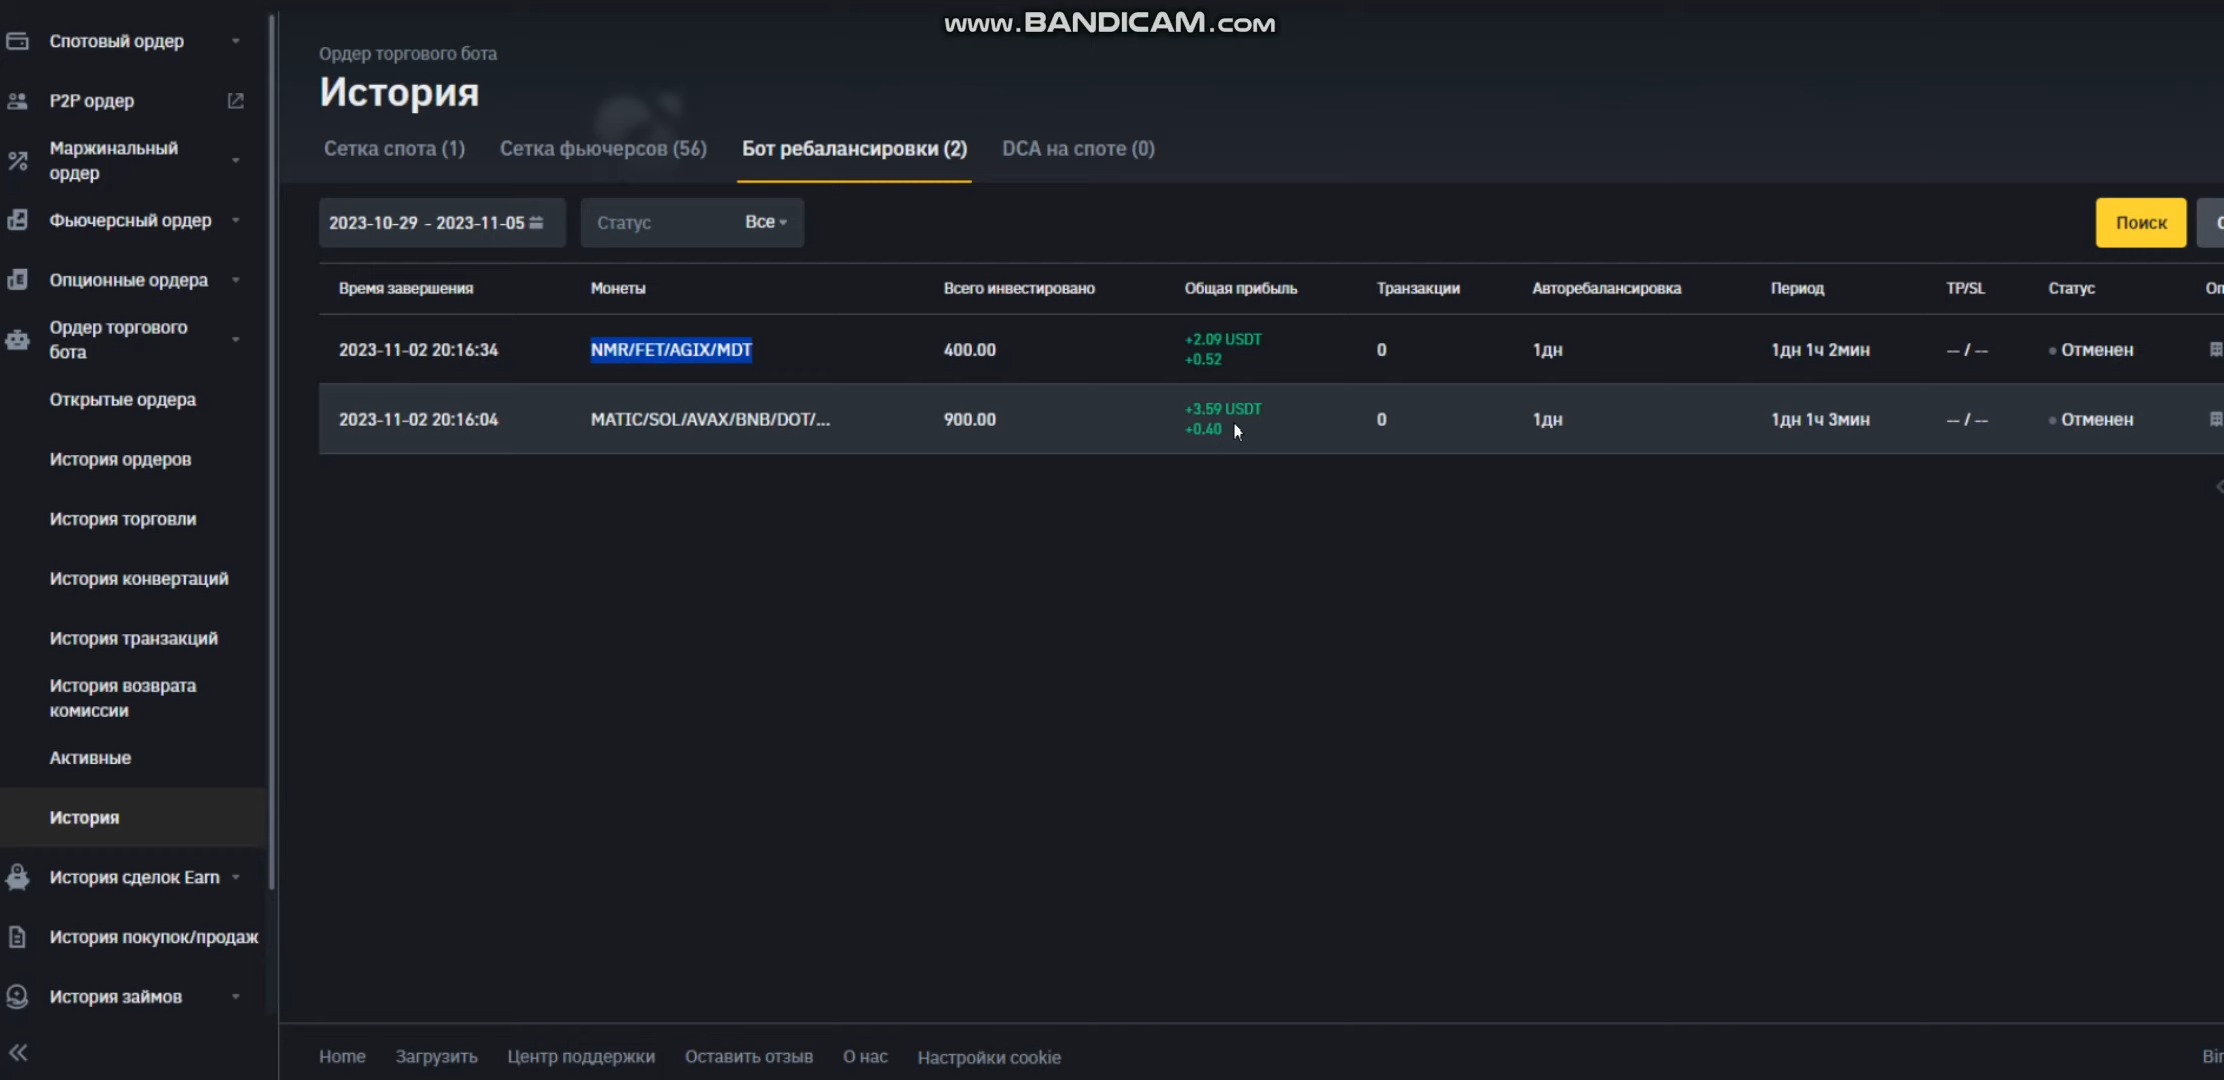 www.BANDICAM.com
Спотовый ордер
P2P ордер
Маржинальный
ордер
Фьючерсный ордер
Опционные ордера
Ордер торгового
бота
Открытые ордера
История ордеров
История торговли
История конвертаций
История транзакций
История возврата
комиссии
Активные
История
История сделок Earn
История покупок/продаж
История займов
Ордер торгового бота
История
Сетка спота (1) Сетка фьючерсов (56) Бот ребалансировки (2) DCA на споте (0)
2023-10-29 - 2023-11-05 Статус Все Поиск
Время завершения Монеты Всего инвестировано Общая прибыль Транзакции Авторебалансировка Период TP/SL Статус Оп
2023-11-02 20:16:34 NMR/FET/AGIX/MDT 400.00 +2.09 USDT 0 1дн 1дн 1ч 2мин -- / -- Отменен
+0.52
2023-11-02 20:16:04 MATIC/SOL/AVAX/BNB/DOT/... 900.00 +3.59 USDT 0 1дн 1дн 1ч 3мин -- / -- Отменен
+0.40
Home Загрузить Центр поддержки Оставить отзыв О нас Настройки cookie